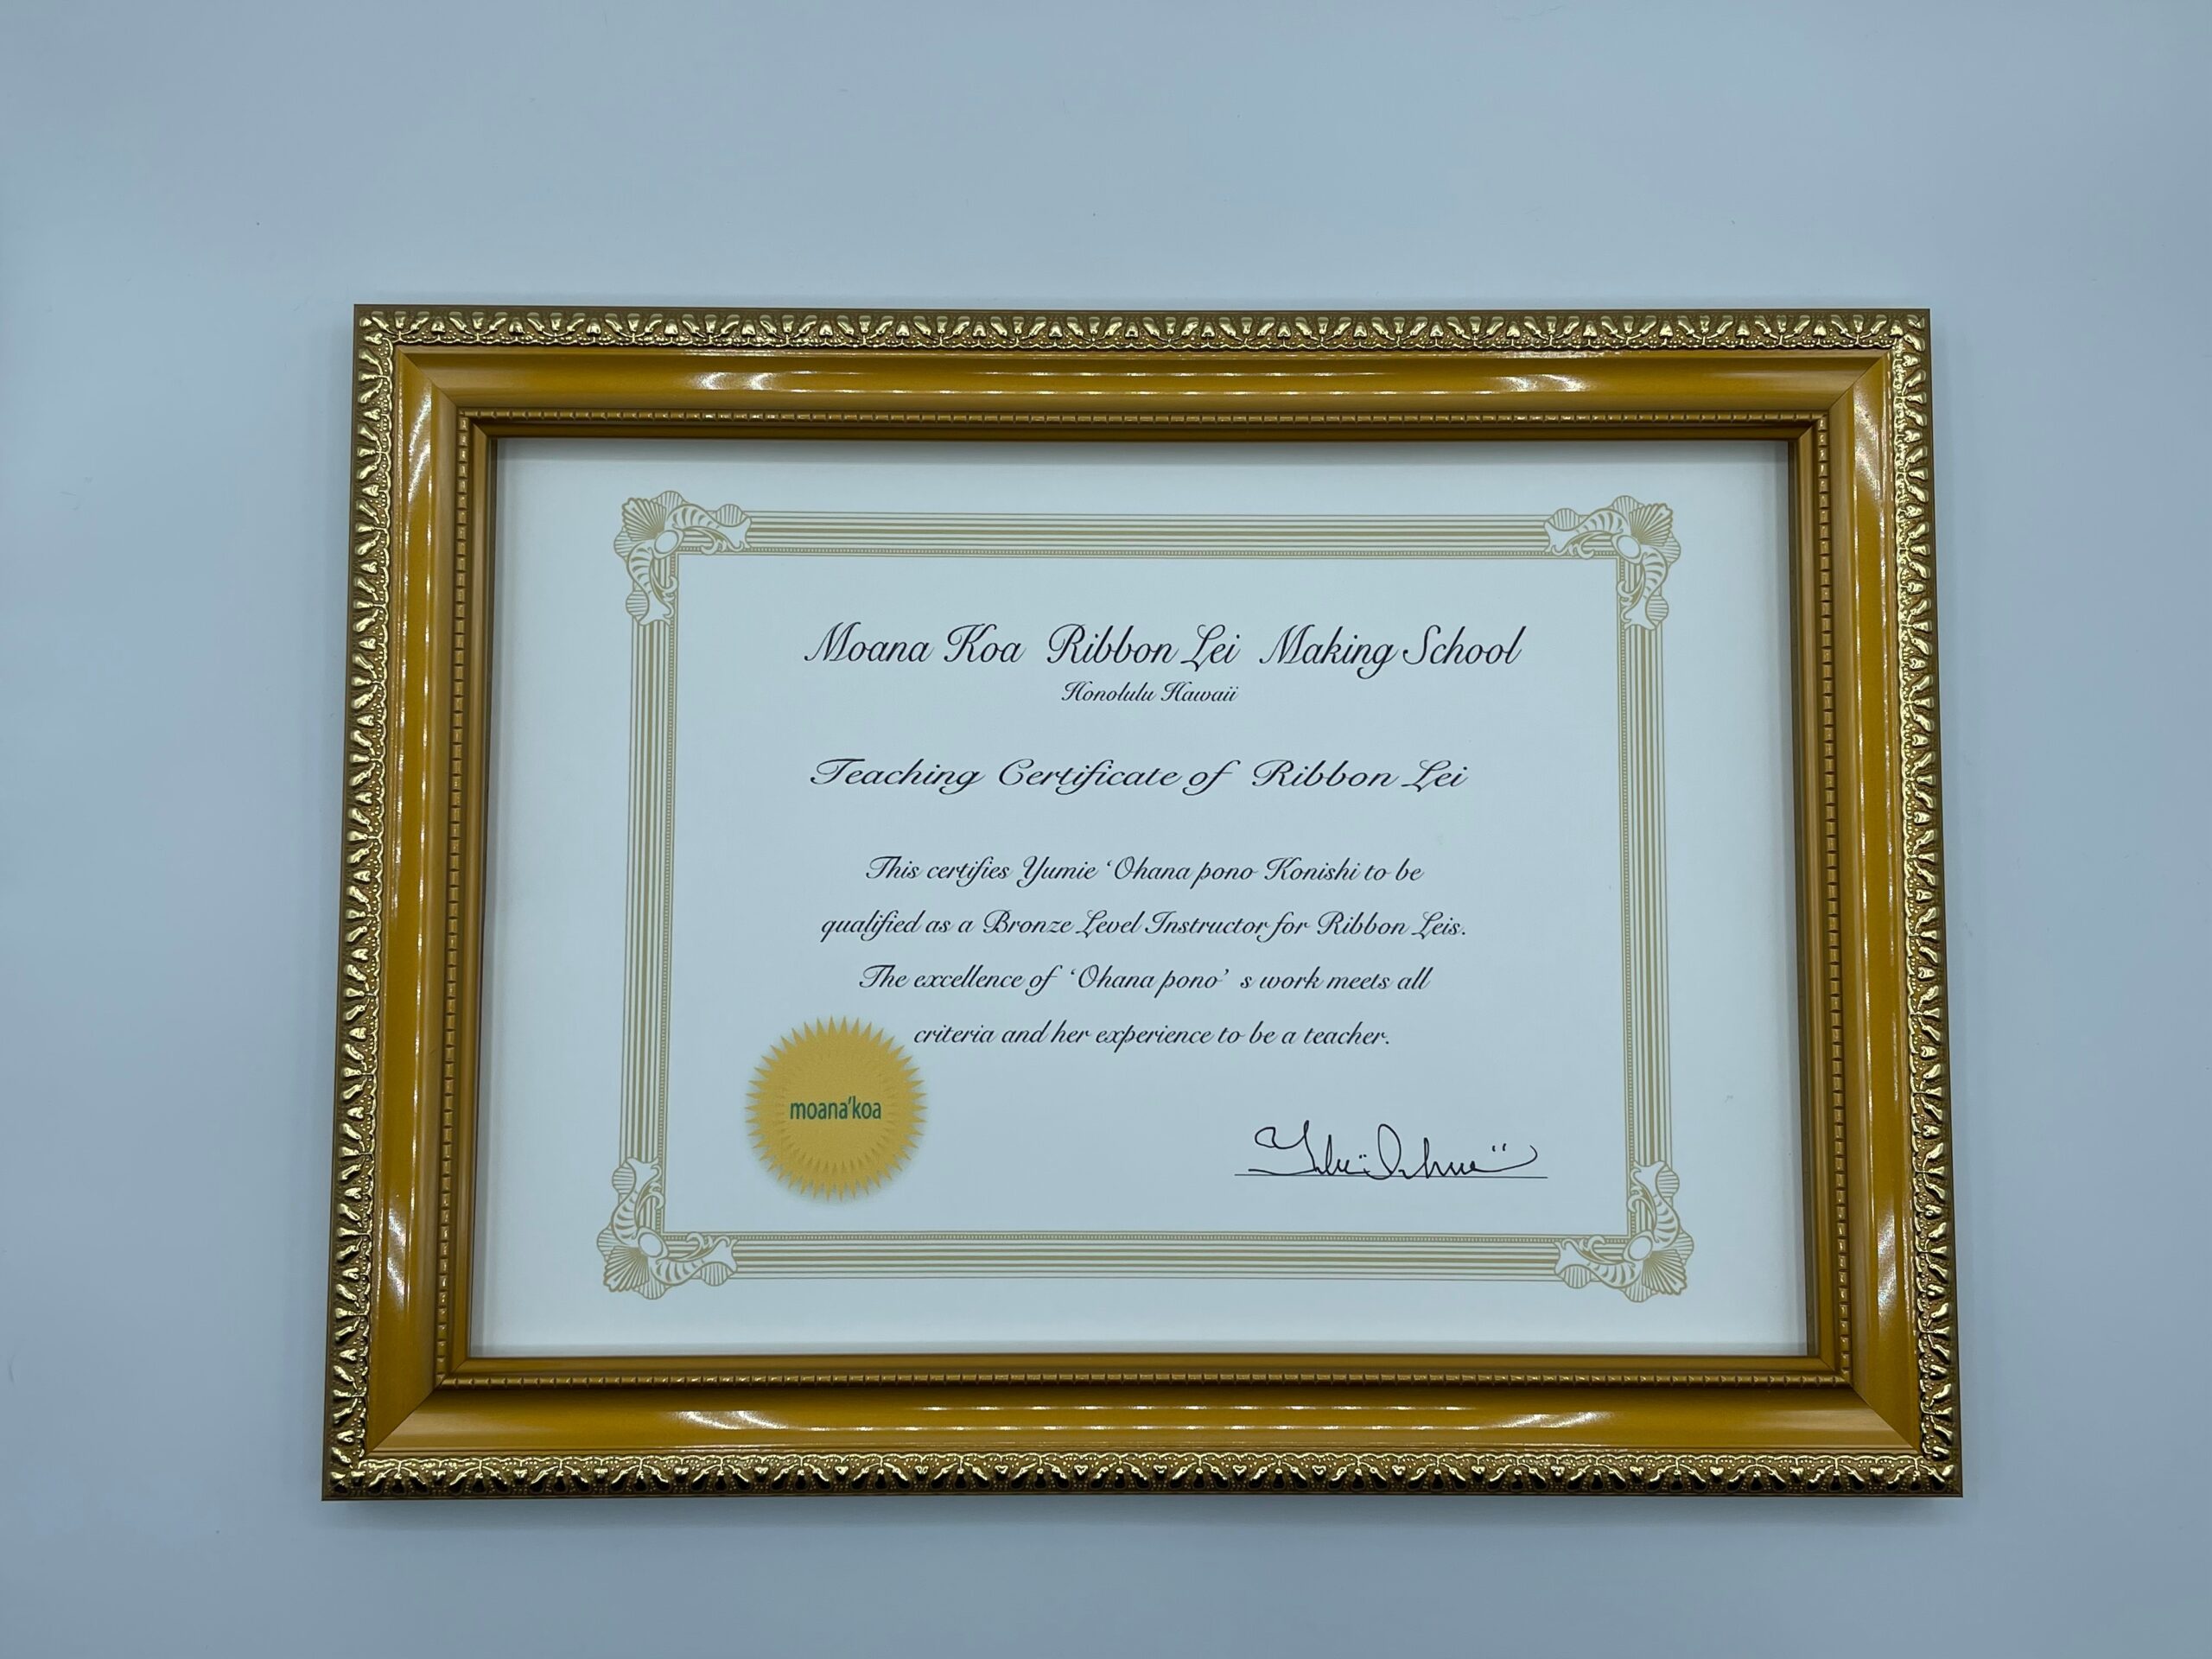 Moana Koa Ribbon Lei Making School
Honolulu Hawaii
Teaching Certificate of Ribbon Lei
This certifies Yumie ‘Ohana pono Konishi to be
qualified as a Bronze Level Instructor for Ribbon Leis.
The excellence of ‘Ohana pono’ s work meets all
criteria and her experience to be a teacher.
moana’koa